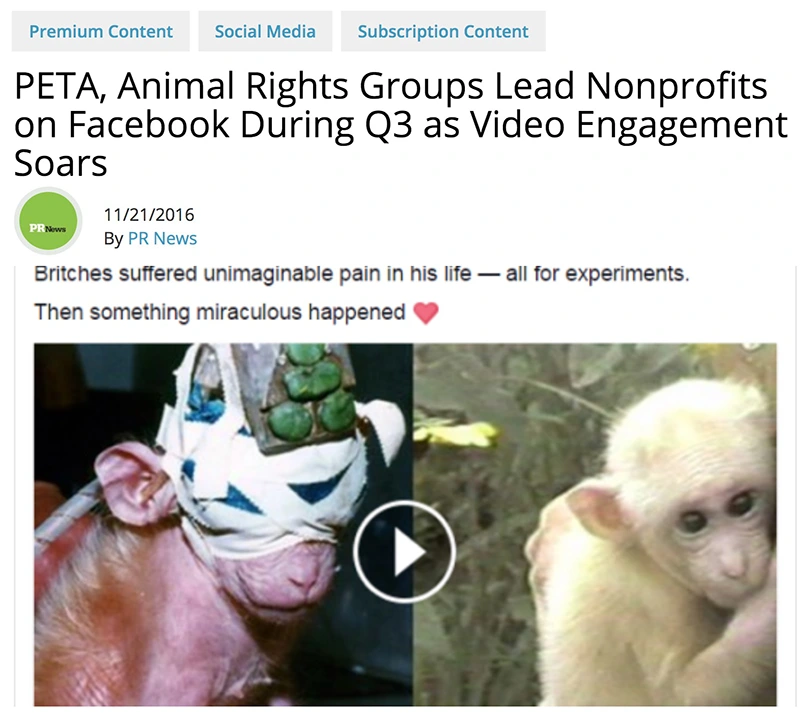 Premium Content
Social Media
Subscription Content
PETA, Animal Rights Groups Lead Nonprofits
on Facebook During Q3 as Video Engagement
Soars
PRNews
11/21/2016
By PR News
Britches suffered unimaginable pain in his life — all for experiments.
Then something miraculous happened ❤